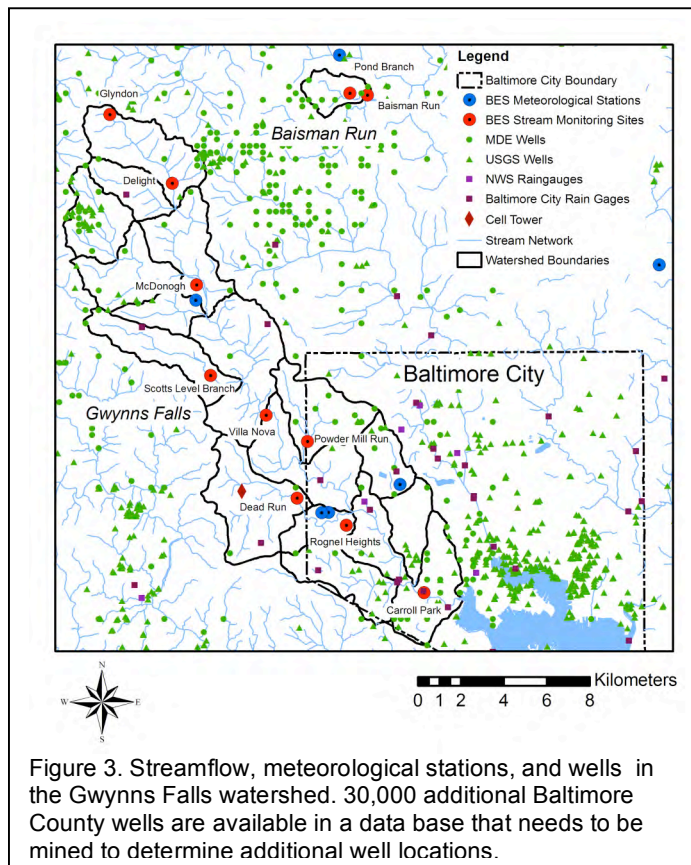 Legend
Baltimore City Boundary
BES Meteorological Stations
BES Stream Monitoring Sites
MDE Wells
USGS Wells
NWS Raingauges
Baltimore City Rain Gages
Cell Tower
Stream Network
Watershed Boundaries
Pond Branch
Baisman Run
Baisman Run
Glyndon
Delight
McDonogh
Scotts Level Branch
Gwynns Falls
Villa Nova
Powder Mill Run
Baltimore City
Dead Run
Rognel Heights
Carroll Park
N
W E
S
Kilometers
0 1 2 4 6 8
Figure 3. Streamflow, meteorological stations, and wells in
the Gwynns Falls watershed. 30,000 additional Baltimore
County wells are available in a data base that needs to be
mined to determine additional well locations.